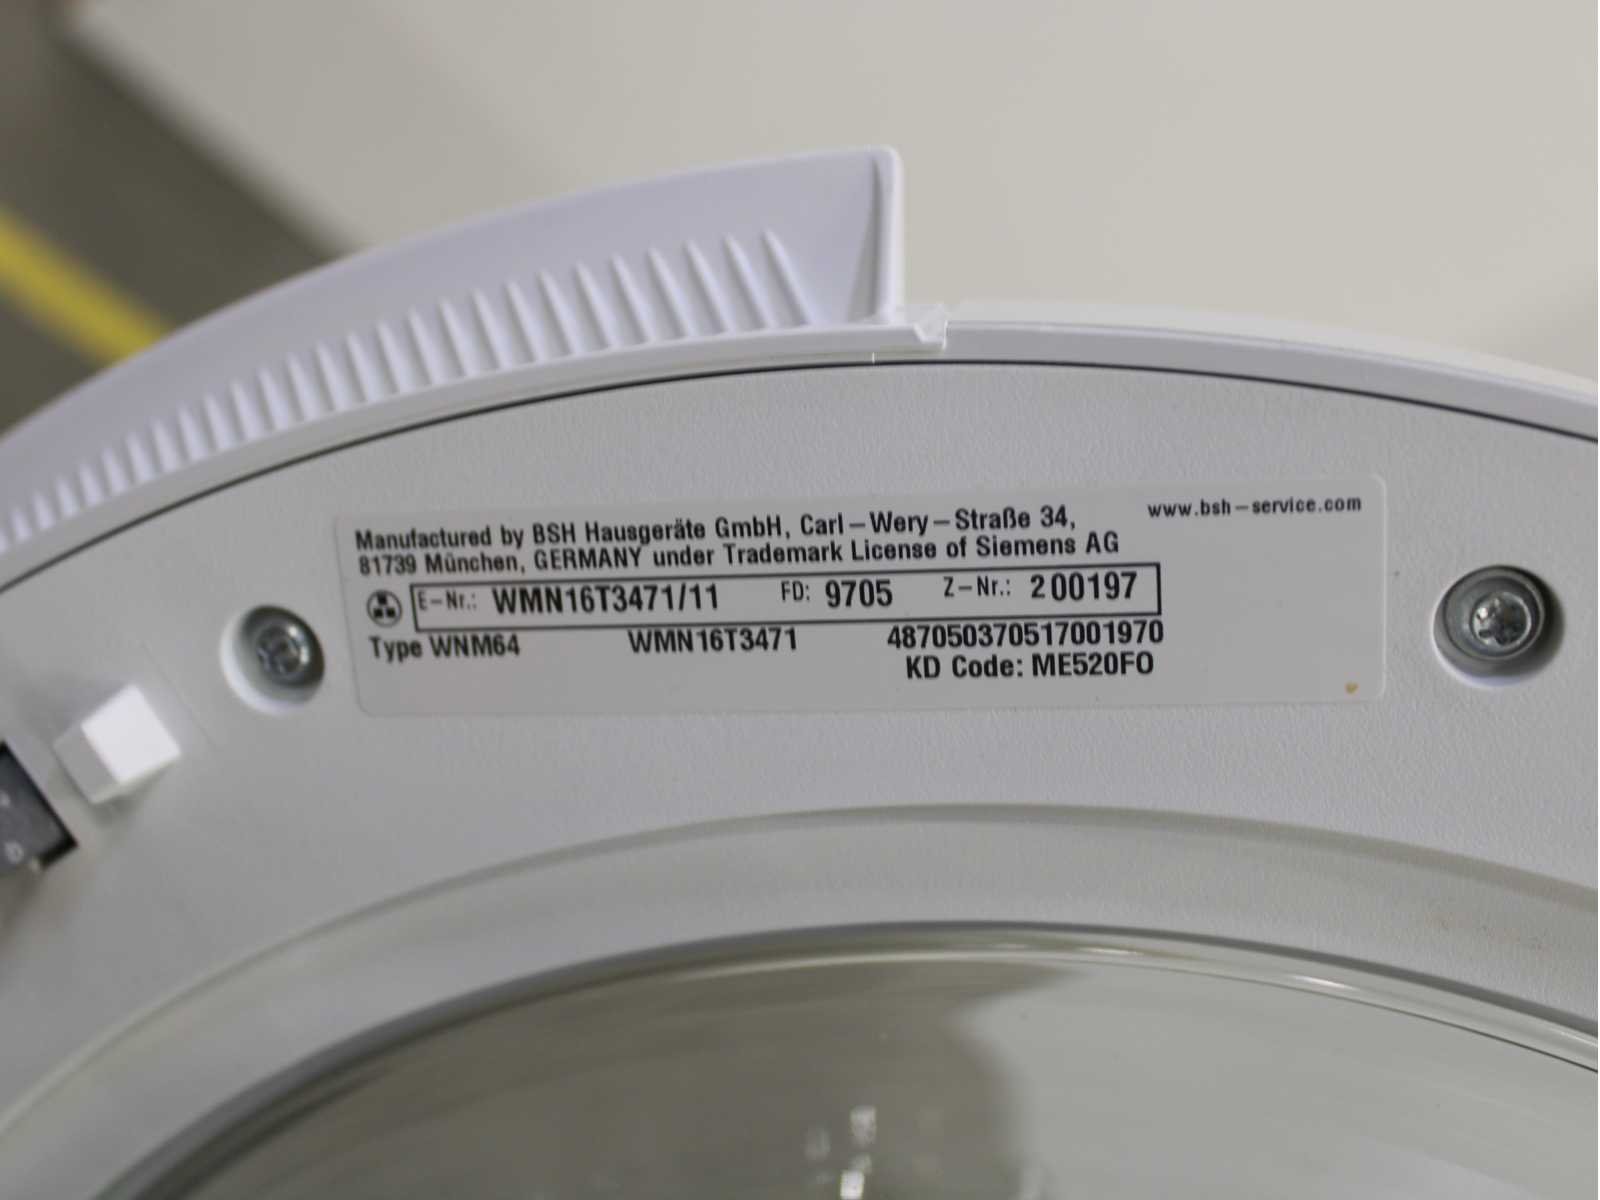 Manufactured by BSH Hausgeräte GmbH, Carl-Wery-Straße 34,
www.bsh-service.com
81739 München, GERMANY under Trademark License of Siemens AG
E-Nr.: WMN16T3471/11 FD: 9705 Z-Nr.: 200197
Type WNM64 WMN16T3471 487050370517001970
KD Code: ME520FO